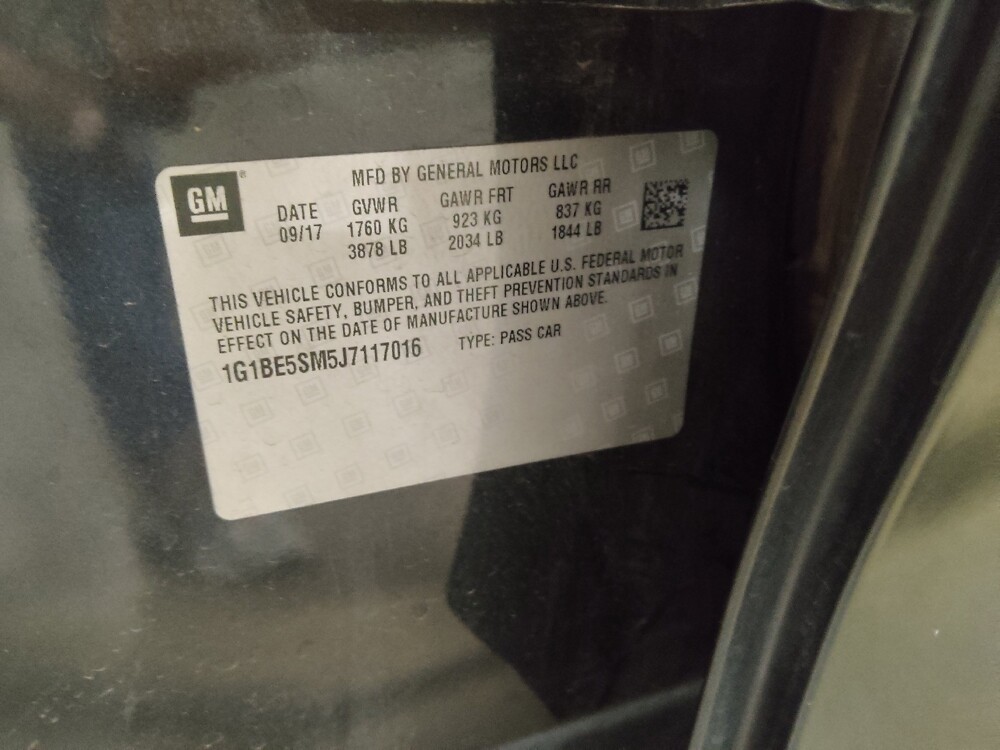 GM
MFD BY GENERAL MOTORS LLC
DATE GVWR GAWR FRT GAWR RR
09/17 1760 KG 923 KG 837 KG
3878 LB 2034 LB 1844 LB
THIS VEHICLE CONFORMS TO ALL APPLICABLE U.S. FEDERAL MOTOR
VEHICLE SAFETY, BUMPER, AND THEFT PREVENTION STANDARDS IN
EFFECT ON THE DATE OF MANUFACTURE SHOWN ABOVE.
1G1BE5SM5J7117016 TYPE: PASS CAR